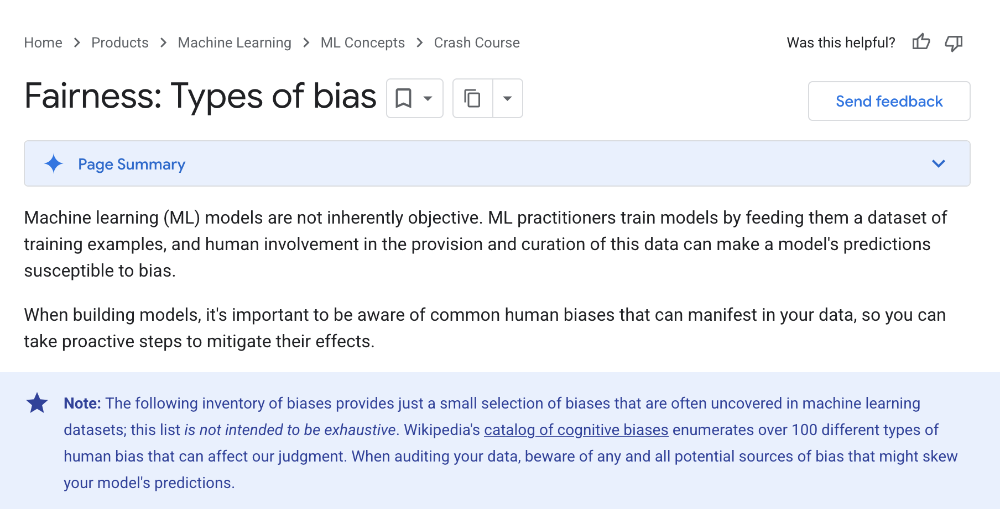 Home > Products > Machine Learning > ML Concepts > Crash Course
Was this helpful?
Fairness: Types of bias
Send feedback
Page Summary
Machine learning (ML) models are not inherently objective. ML practitioners train models by feeding them a dataset of
training examples, and human involvement in the provision and curation of this data can make a model's predictions
susceptible to bias.
When building models, it's important to be aware of common human biases that can manifest in your data, so you can
take proactive steps to mitigate their effects.
Note: The following inventory of biases provides just a small selection of biases that are often uncovered in machine learning
datasets; this list is not intended to be exhaustive. Wikipedia's catalog of cognitive biases enumerates over 100 different types of
human bias that can affect our judgment. When auditing your data, beware of any and all potential sources of bias that might skew
your model's predictions.